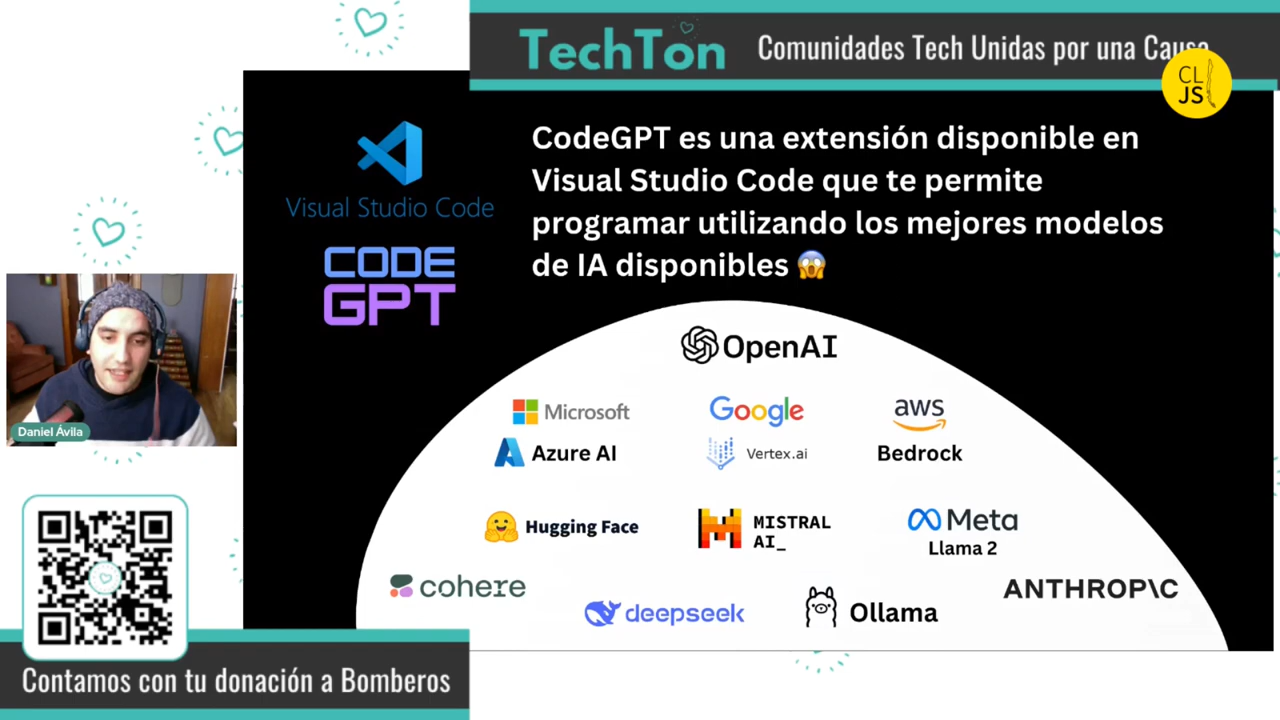 TechTon
Comunidades Tech Unidas por una Causa
CL
JS
CodeGPT es una extensión disponible en
Visual Studio Code que te permite
programar utilizando los mejores modelos
de IA disponibles 😱
Visual Studio Code
CODE
GPT
OpenAI
Microsoft
Google
aws
Azure AI
Vertex.ai
Bedrock
Hugging Face
MISTRAL
AI_
Meta
Llama 2
cohere
deepseek
Ollama
ANTHROP\C
Daniel Ávila
Contamos con tu donación a Bomberos